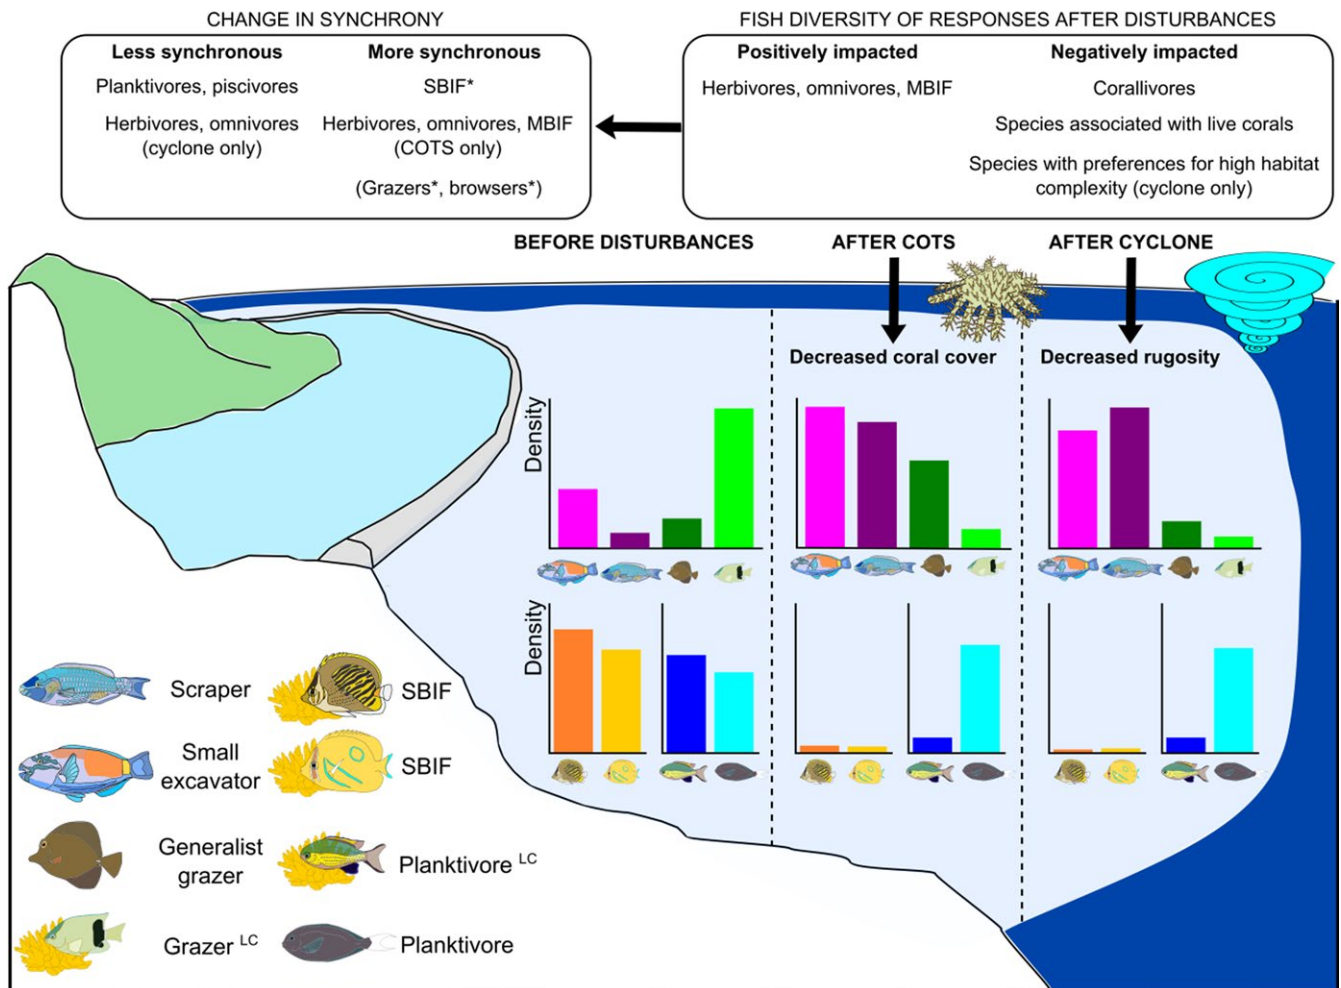 CHANGE IN SYNCHRONY
Less synchronous
Planktivores, piscivores
Herbivores, omnivores
(cyclone only)
More synchronous
SBIF*
Herbivores, omnivores, MBIF
(COTS only)
(Grazers*, browsers*)
FISH DIVERSITY OF RESPONSES AFTER DISTURBANCES
Positively impacted
Herbivores, omnivores, MBIF
Negatively impacted
Corallivores
Species associated with live corals
Species with preferences for high habitat
complexity (cyclone only)
BEFORE DISTURBANCES
AFTER COTS
AFTER CYCLONE
Decreased coral cover
Decreased rugosity
Density
Density
Scraper
SBIF
Small
excavator
SBIF
Generalist
grazer
Planktivore LC
Grazer LC
Planktivore